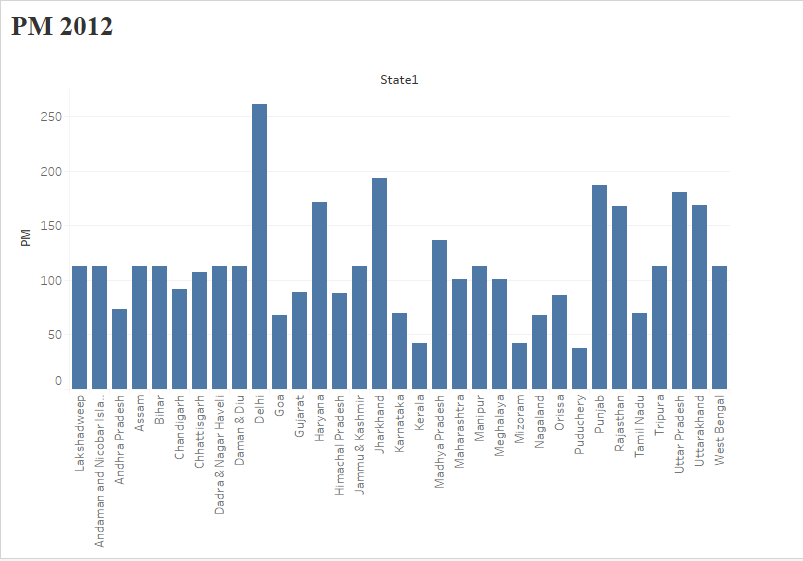 PM 2012
State1
250
200
150
100
50
0
PM
Lakshadweep
Andaman and Nicobar Isla..
Andhra Pradesh
Assam
Bihar
Chandigarh
Chhattisgarh
Dadra & Nagar Haveli
Daman & Diu
Delhi
Goa
Gujarat
Haryana
Himachal Pradesh
Jammu & Kashmir
Jharkhand
Karnataka
Kerala
Madhya Pradesh
Maharashtra
Manipur
Meghalaya
Mizoram
Nagaland
Orissa
Puduchery
Punjab
Rajasthan
Tamil Nadu
Tripura
Uttar Pradesh
Uttarakhand
West Bengal